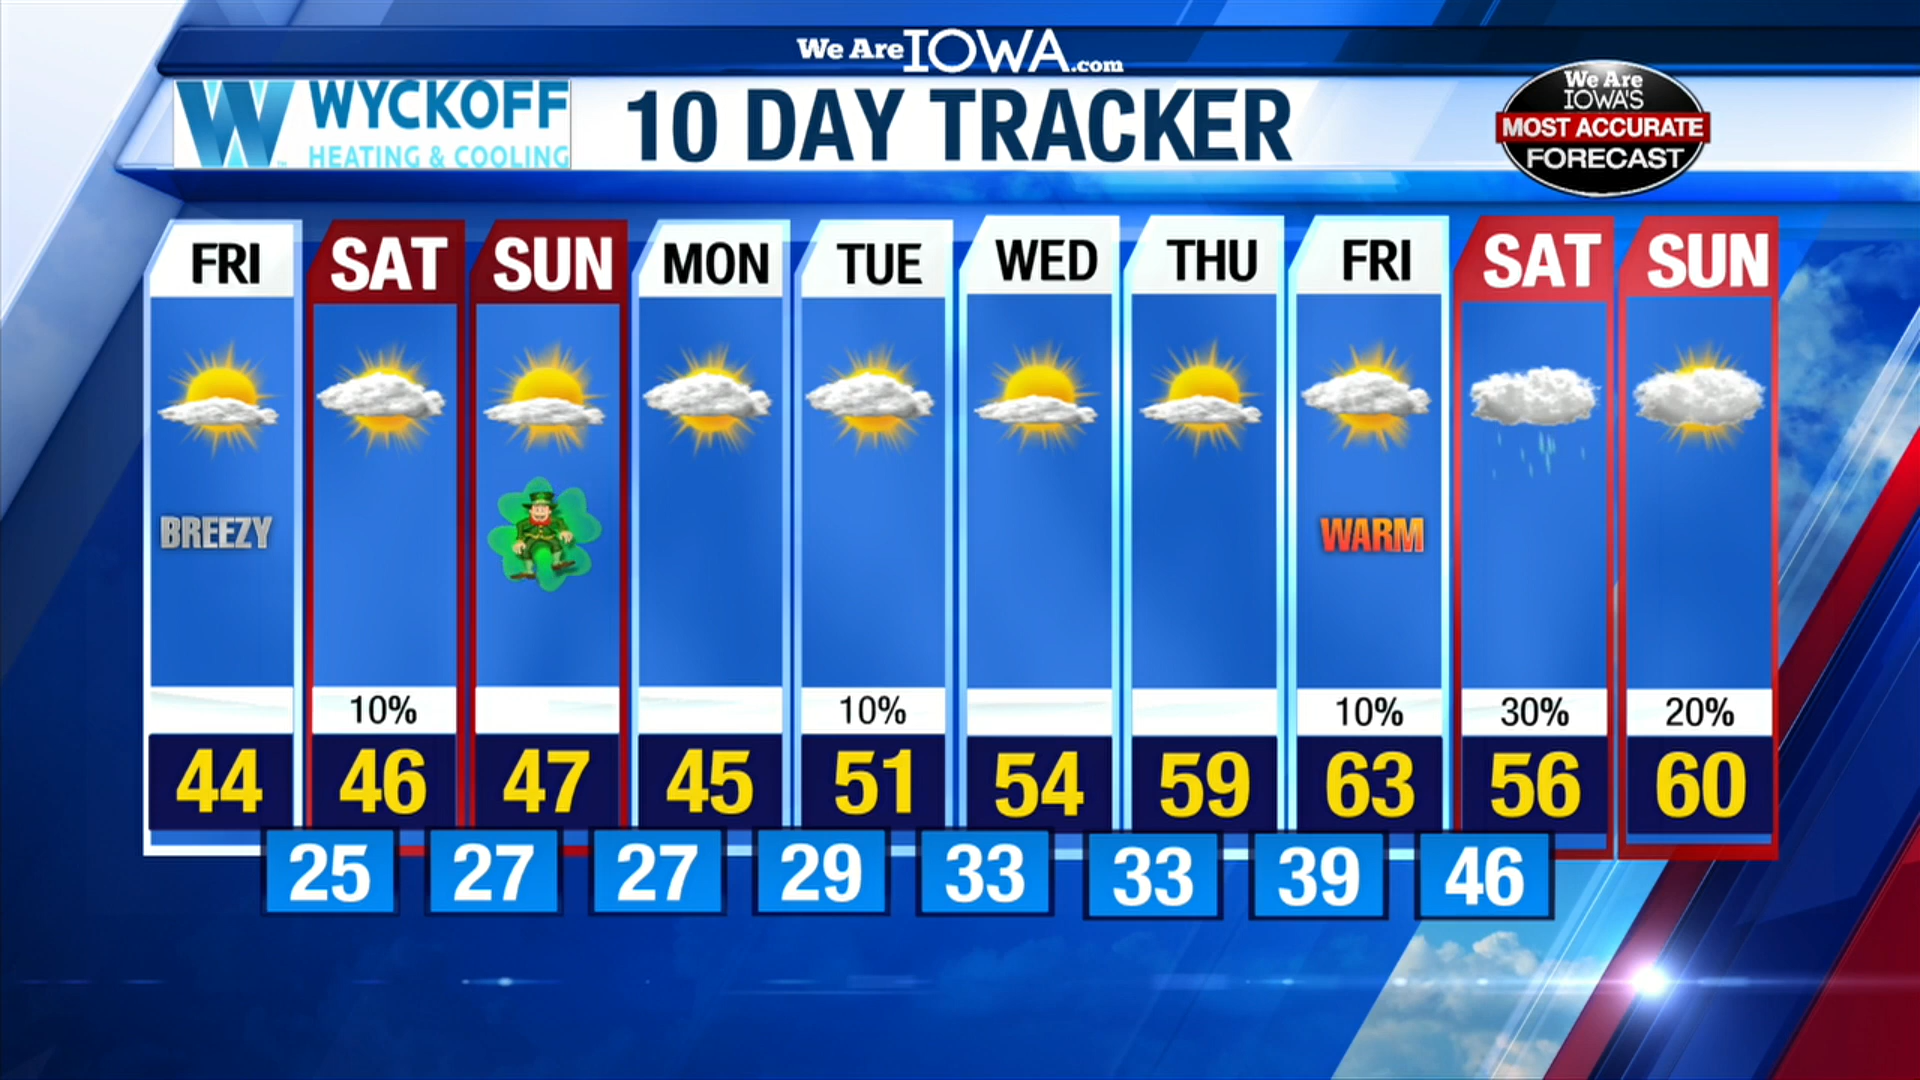 We Are IOWA.com
W WYCKOFF
HEATING & COOLING
10 DAY TRACKER
We Are
IOWA'S
MOST ACCURATE
FORECAST
FRI SAT SUN MON TUE WED THU FRI SAT SUN
BREEZY WARM
10% 10% 10% 30% 20%
44 46 47 45 51 54 59 63 56 60
25 27 27 29 33 33 39 46